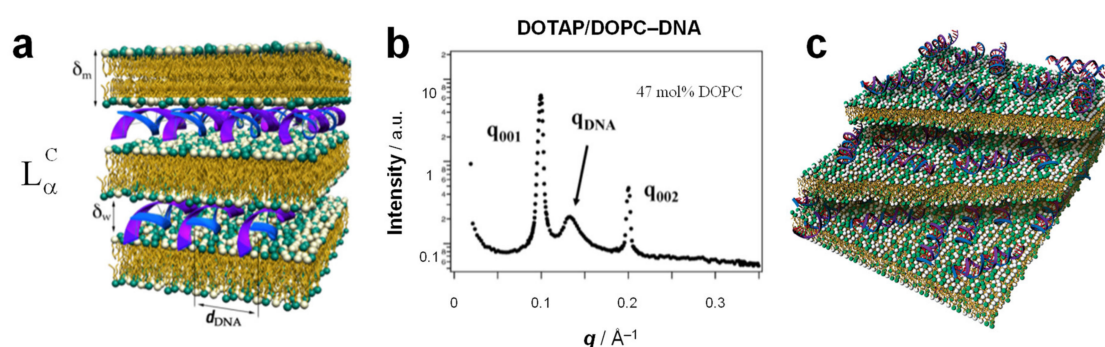 a
δm
LαC
δw
dDNA
b
DOTAP/DOPC–DNA
47 mol% DOPC
q001
qDNA
q002
Intensity / a.u.
10
1
0.1
0
0.1
0.2
0.3
q / Å–1
c